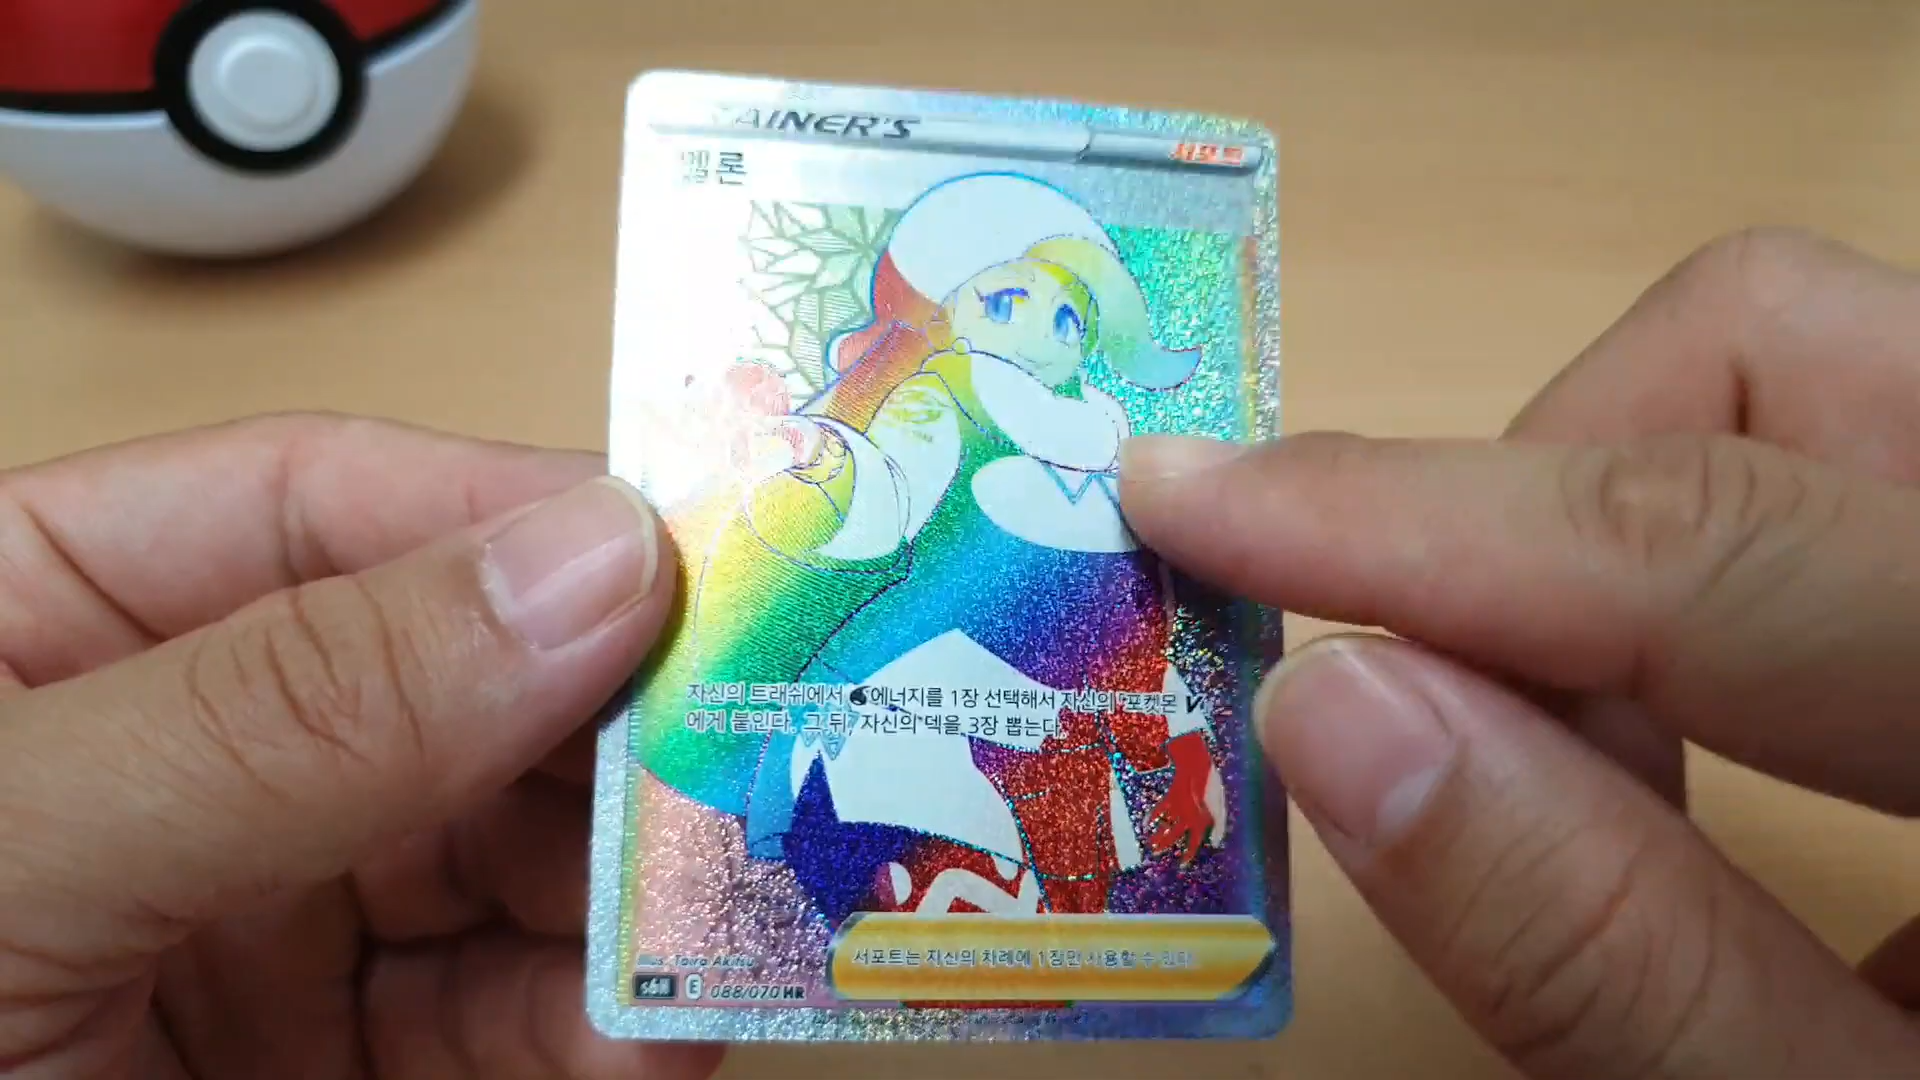 TRAINER'S
서포트
멜론
자신의 트래쉬에서 에너지를 1장 선택해서 자신의 「포켓몬 V」
에게 붙인다. 그 뒤, 자신의 덱을 3장 뽑는다.
서포트는 자신의 차례에 1장만 사용할 수 있다.
Illus. Taira Akitsu
s6H E 088/070 HR